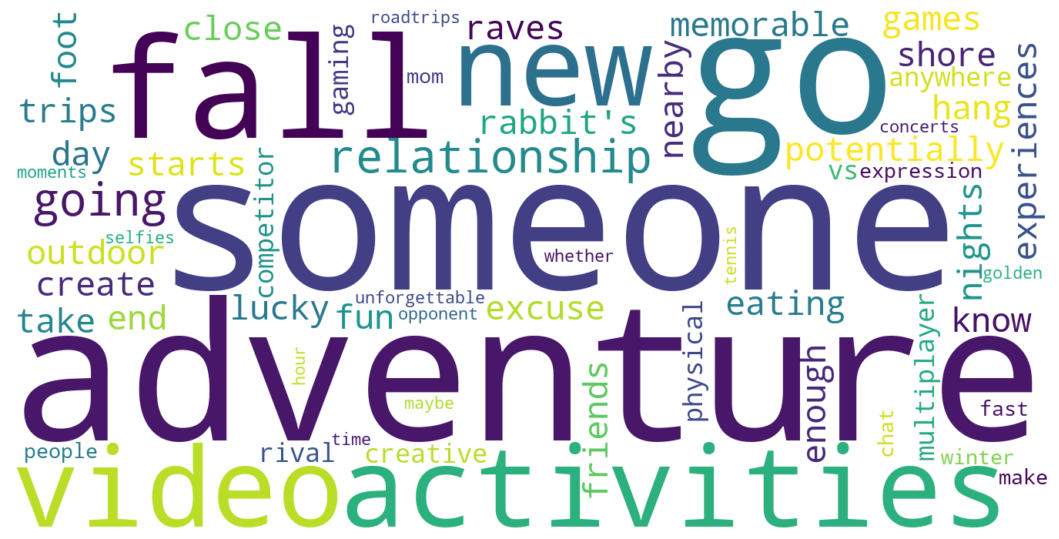 roadtrips
foot
close
fall
gaming
mom
raves
new
memorable
go
games
shore
nearby
anywhere
experiences
trips
rabbit's
hang
concerts
day
starts
relationship
potentially
moments
vs
expression
going
competitor
someone
nights
selfies
outdoor
whether
tennis
golden
create
take
end
lucky
unforgettable
fun
opponent
excuse
eating
know
adventure
physical
multiplayer
hour
enough
friends
maybe
fast
chat
people
rival
time
creative
winter
video
activities
make